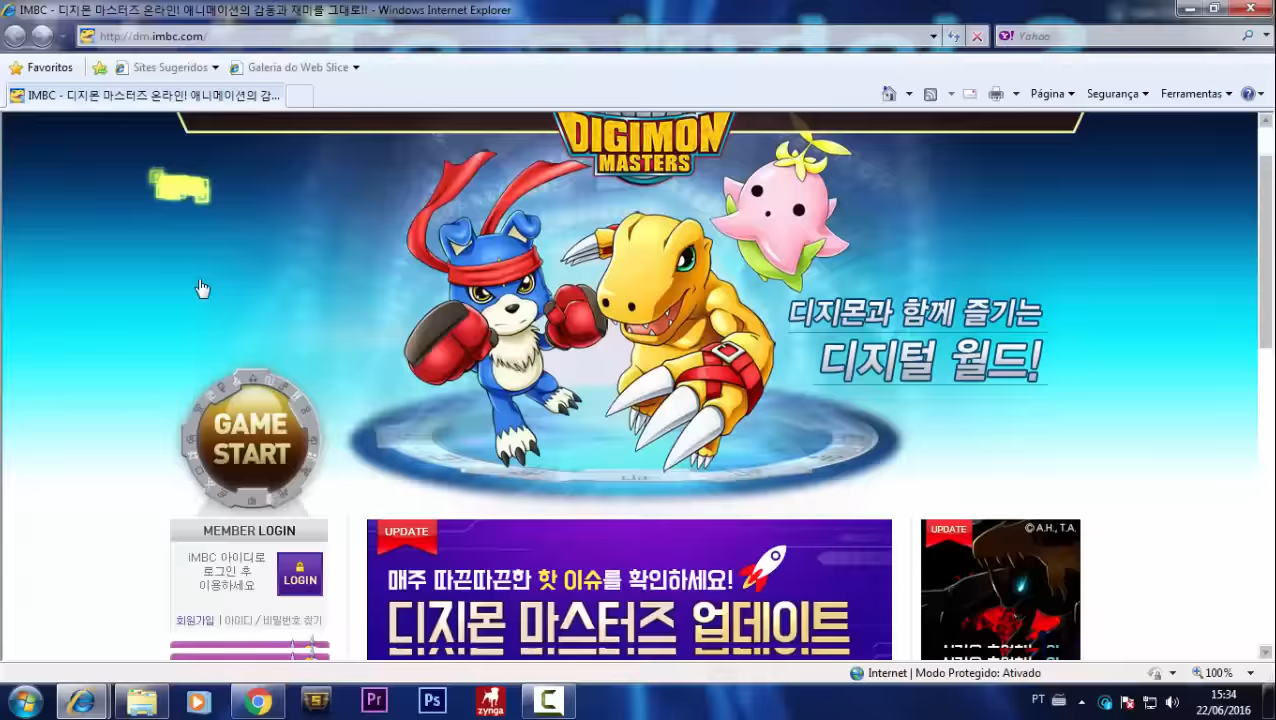 IMBC - 디지몬 마스터즈 온라인! 애니메이션의 감동과 재미를 그대로!! - Windows Internet Explorer
http://dm.imbc.com/
Yahoo
Favoritos
Sites Sugeridos
Galeria do Web Slice
IMBC - 디지몬 마스터즈 온라인! 애니메이션의 감...
Página
Segurança
Ferramentas
DIGIMON
MASTERS
디지몬과 함께 즐기는
디지털 월드!
GAME
START
MEMBER LOGIN
iMBC 아이디로
로그인 후
이용하세요
LOGIN
회원가입 | 아이디 / 비밀번호 찾기
UPDATE
매주 따끈따끈한 핫 이슈를 확인하세요!
디지몬 마스터즈 업데이트
UPDATE
© A.H., T.A.
Internet | Modo Protegido: Ativado
100%
Pr
Ps
zynga
PT
15:34
22/06/2016